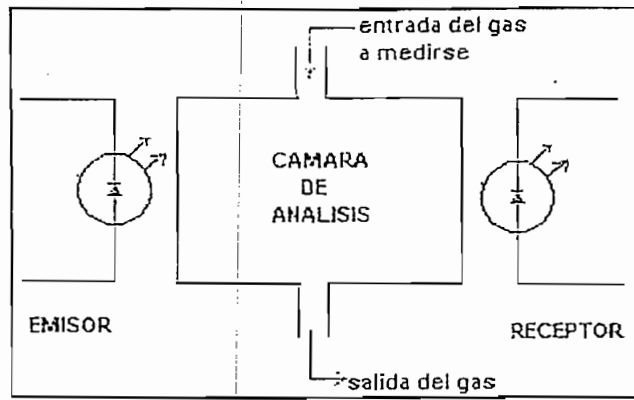 entrada del gas
a medirse
CAMARA
DE
ANALISIS
EMISOR
RECEPTOR
salida del gas